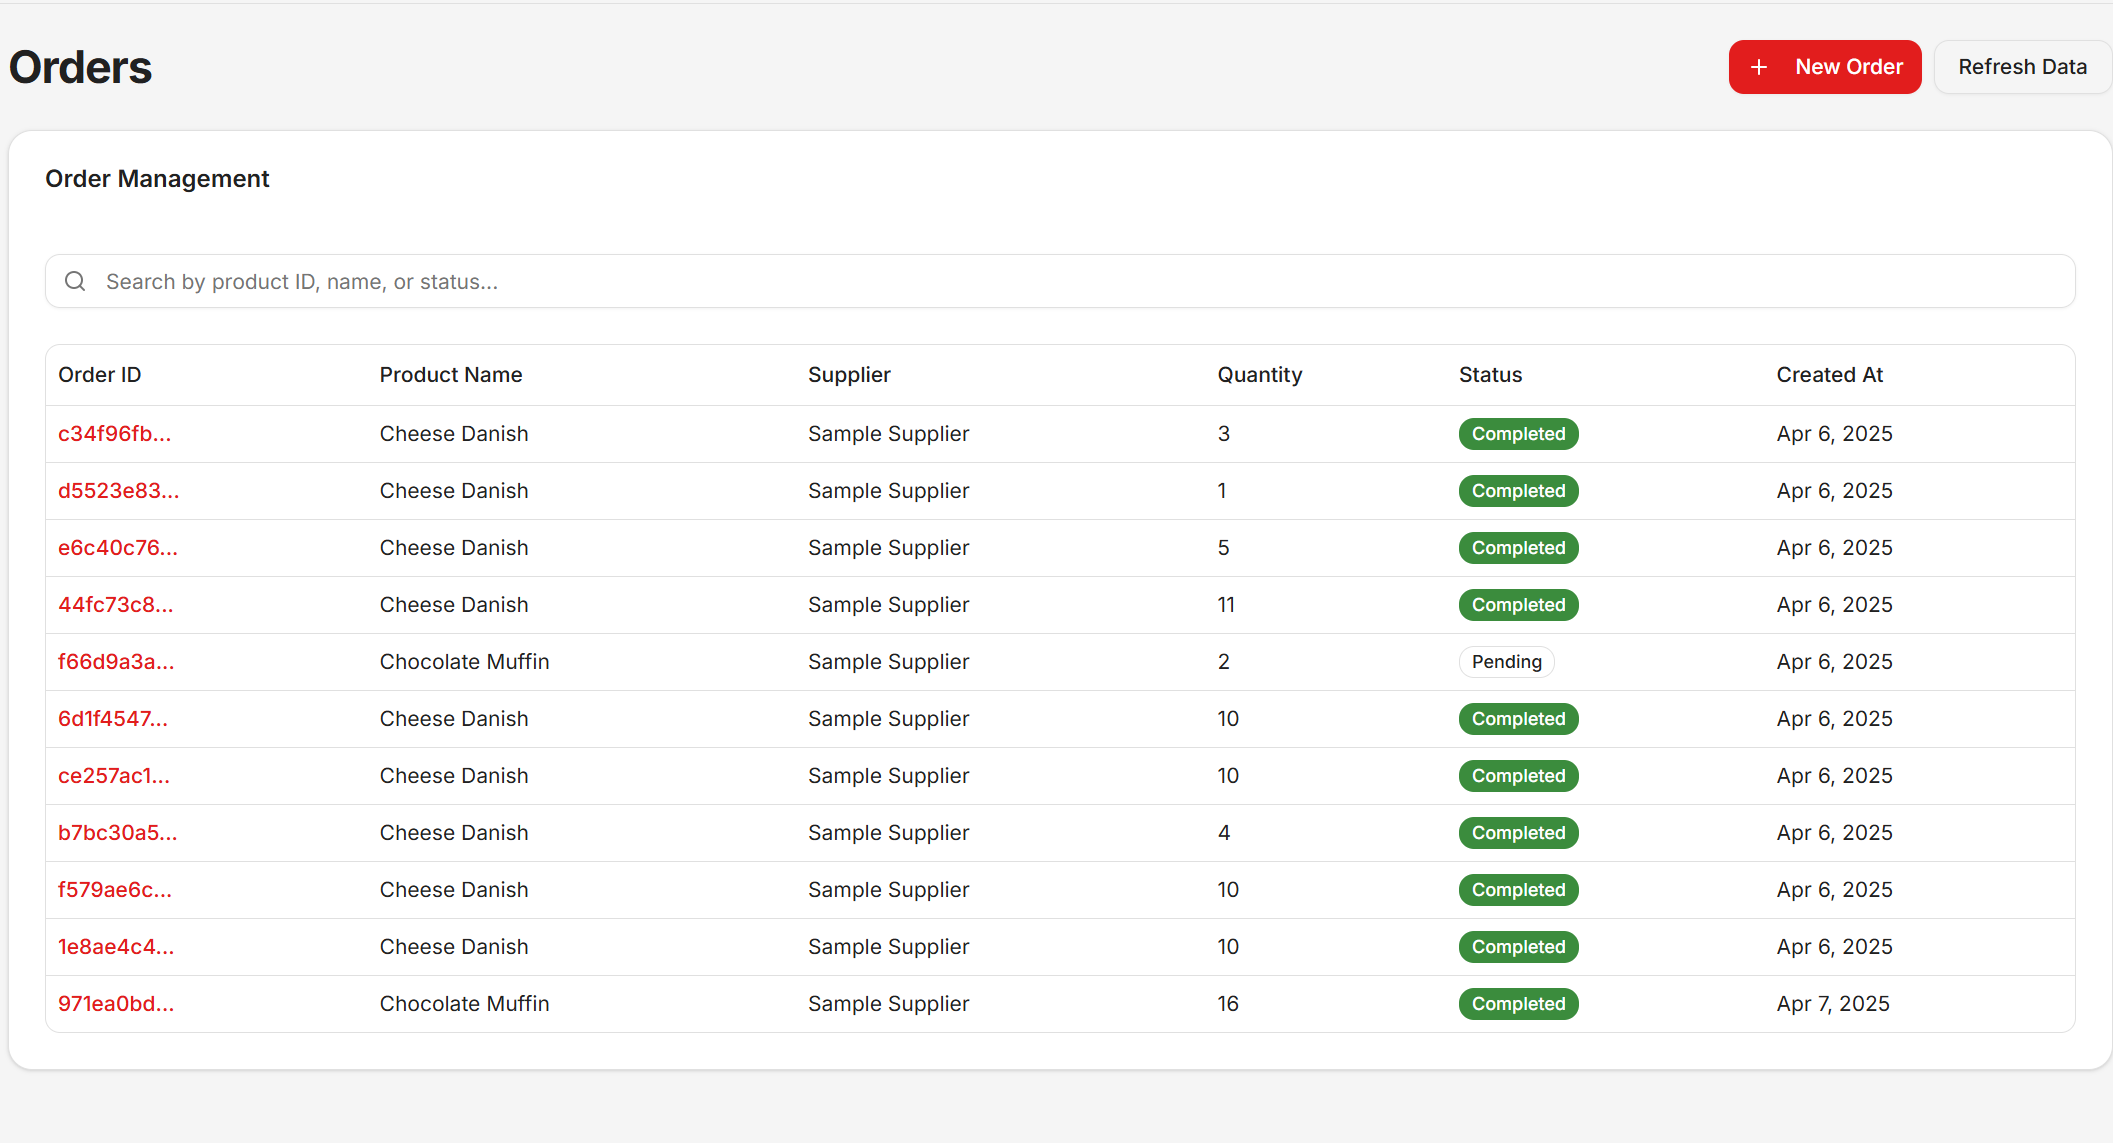 Orders
+ New Order Refresh Data
Order Management
Search by product ID, name, or status...
Order ID Product Name Supplier Quantity Status Created At
c34f96fb... Cheese Danish Sample Supplier 3 Completed Apr 6, 2025
d5523e83... Cheese Danish Sample Supplier 1 Completed Apr 6, 2025
e6c40c76... Cheese Danish Sample Supplier 5 Completed Apr 6, 2025
44fc73c8... Cheese Danish Sample Supplier 11 Completed Apr 6, 2025
f66d9a3a... Chocolate Muffin Sample Supplier 2 Pending Apr 6, 2025
6d1f4547... Cheese Danish Sample Supplier 10 Completed Apr 6, 2025
ce257ac1... Cheese Danish Sample Supplier 10 Completed Apr 6, 2025
b7bc30a5... Cheese Danish Sample Supplier 4 Completed Apr 6, 2025
f579ae6c... Cheese Danish Sample Supplier 10 Completed Apr 6, 2025
1e8ae4c4... Cheese Danish Sample Supplier 10 Completed Apr 6, 2025
971ea0bd... Chocolate Muffin Sample Supplier 16 Completed Apr 7, 2025